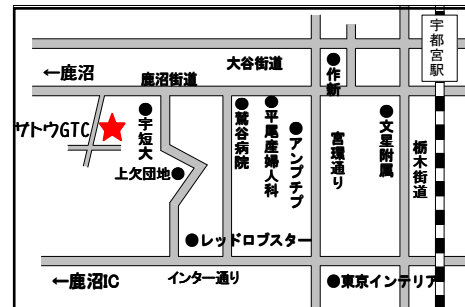 宇都宮駅
←鹿沼
大谷街道
鹿沼街道
●作新
サトウGTC
●宇短大
●鷲谷病院
●平尾産婦人科
●アンプチプ
宮環通り
●文星附属
栃木街道
上欠団地●
●レッドロブスター
←鹿沼IC
インター通り
●東京インテリア